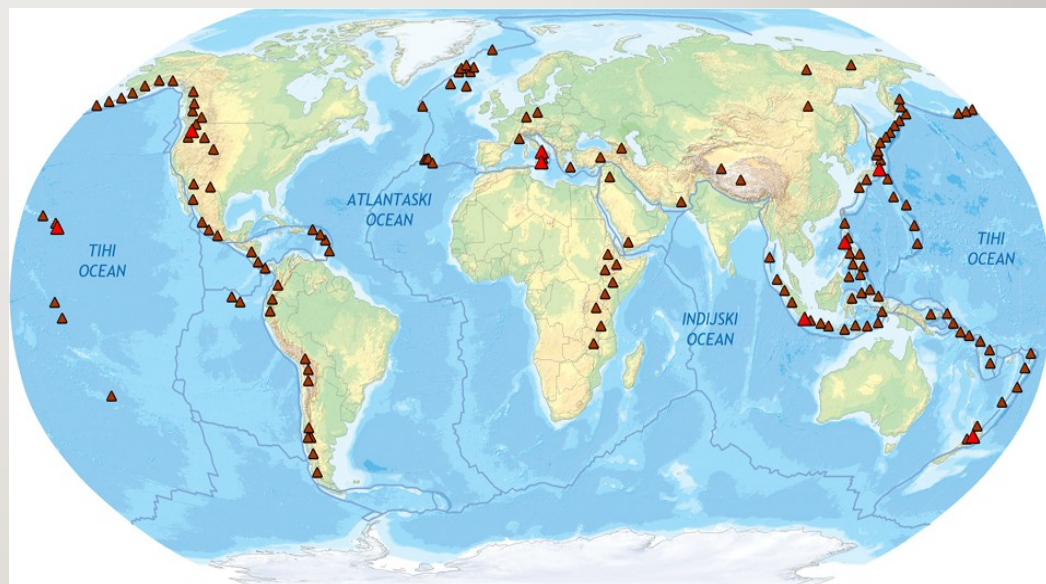 ATLANTASKI
OCEAN
TIHI
OCEAN
TIHI
OCEAN
INDIJSKI
OCEAN